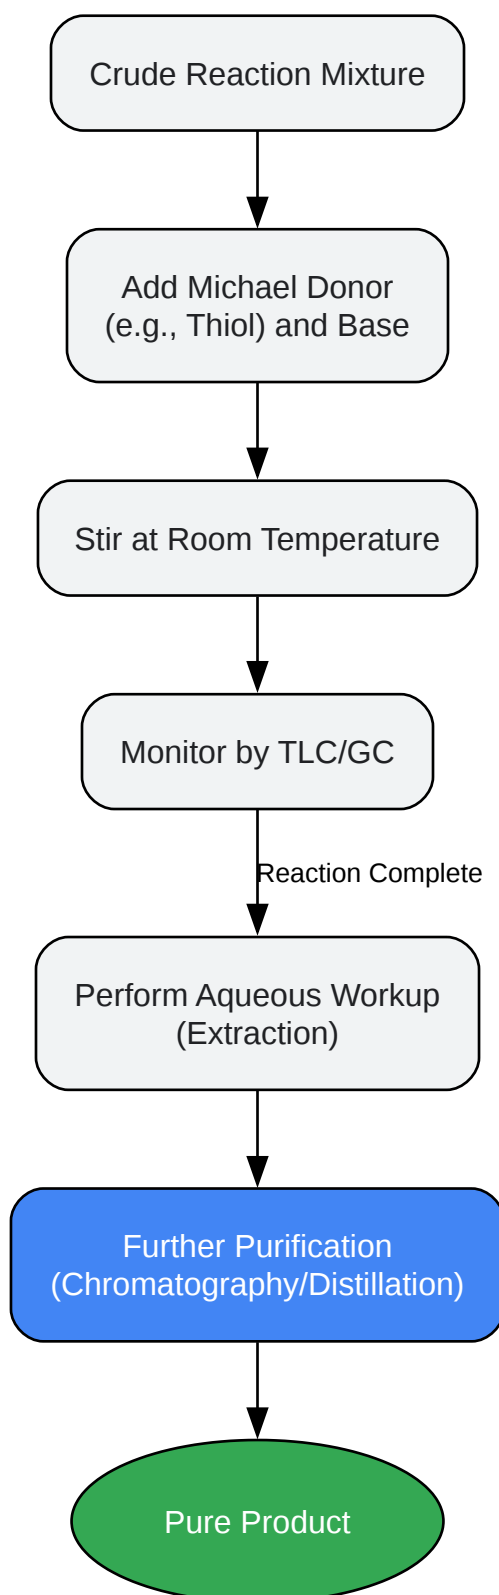 Crude Reaction Mixture
Add Michael Donor
(e.g., Thiol) and Base
Stir at Room Temperature
Monitor by TLC/GC
Reaction Complete
Perform Aqueous Workup
(Extraction)
Further Purification
(Chromatography/Distillation)
Pure Product